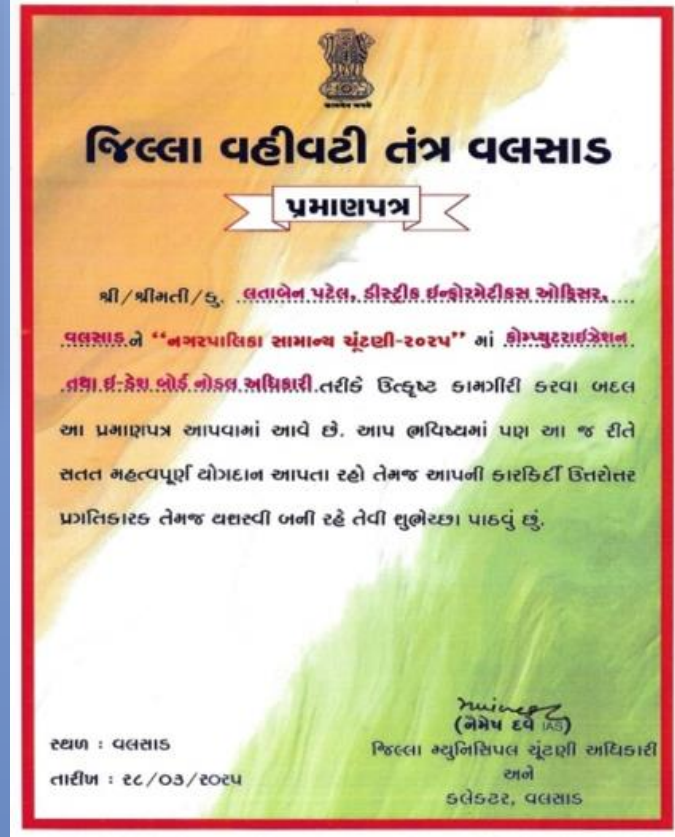 જિલ્લા વહીવટી તંત્ર વલસાડ
પ્રમાણપત્ર
શ્રી/શ્રીમતી/કુ. લતાબેન પટેલ, ડીસ્ટ્રીક ઇન્ફોરમેટીકસ ઓફિસર,
વલસાડ ને “નગરપાલિકા સામાન્ય ચૂંટણી-૨૦૨૫” માં કોમ્પ્યુટરાઈઝેશન
તથા ઈ-ડેશ બોર્ડ નોડલ અધિકારી તરીકે ઉત્કૃષ્ટ કામગીરી કરવા બદલ
આ પ્રમાણપત્ર આપવામાં આવે છે. આપ ભવિષ્યમાં પણ આ જ રીતે
સતત મહત્વપૂર્ણ યોગદાન આપતા રહો તેમજ આપની કારકિર્દી ઉત્તરોત્તર
પ્રગતિકારક તેમજ યશસ્વી બની રહે તેવી શુભેચ્છા પાઠવું છું.
(નેમેષ દવે IAS)
જિલ્લા મ્યુનિસિપલ ચૂંટણી અધિકારી
અને
કલેકટર, વલસાડ
સ્થળ : વલસાડ
તારીખ : ૨૮/૦૩/૨૦૨૫